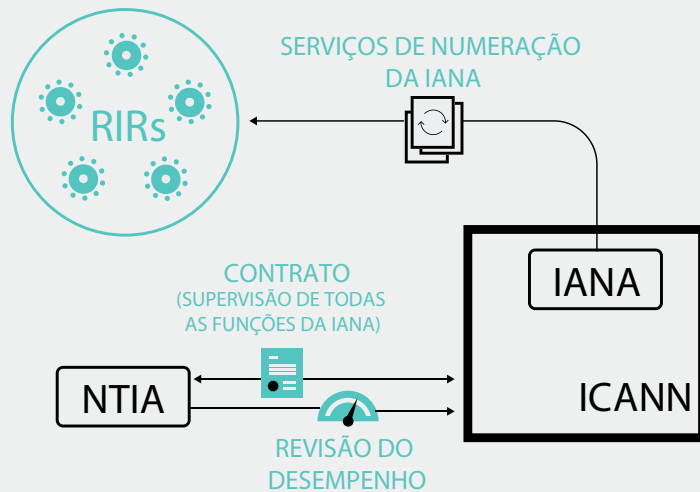 SERVIÇOS DE NUMERAÇÃO
DA IANA
RIRs
CONTRATO
(SUPERVISÃO DE TODAS
AS FUNÇÕES DA IANA)
IANA
NTIA
ICANN
REVISÃO DO
DESEMPENHO